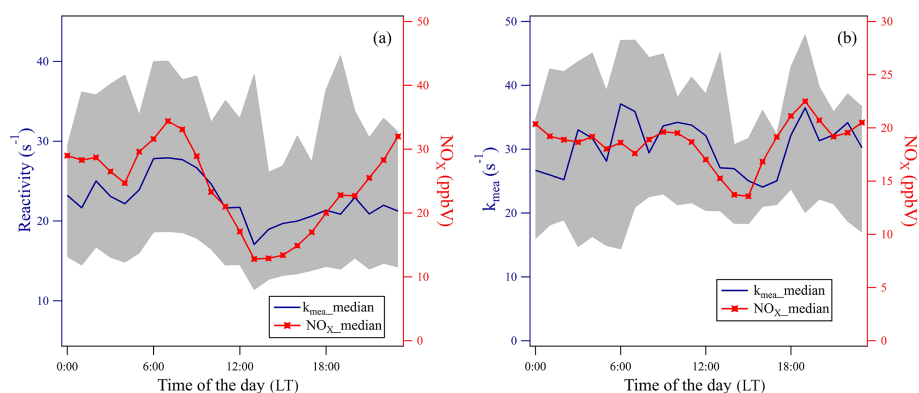 (a)
50
40
30
20
10
0
40
30
20
10
Reactivity (s⁻¹)
NOX (ppbV)
kmea_median
NOX_median
0:00 6:00 12:00 18:00
Time of the day (LT)
(b)
50
40
30
20
10
0
30
25
20
15
10
5
0
kmea (s⁻¹)
NOX (ppbV)
kmea_median
NOX_median
0:00 6:00 12:00 18:00
Time of the day (LT)